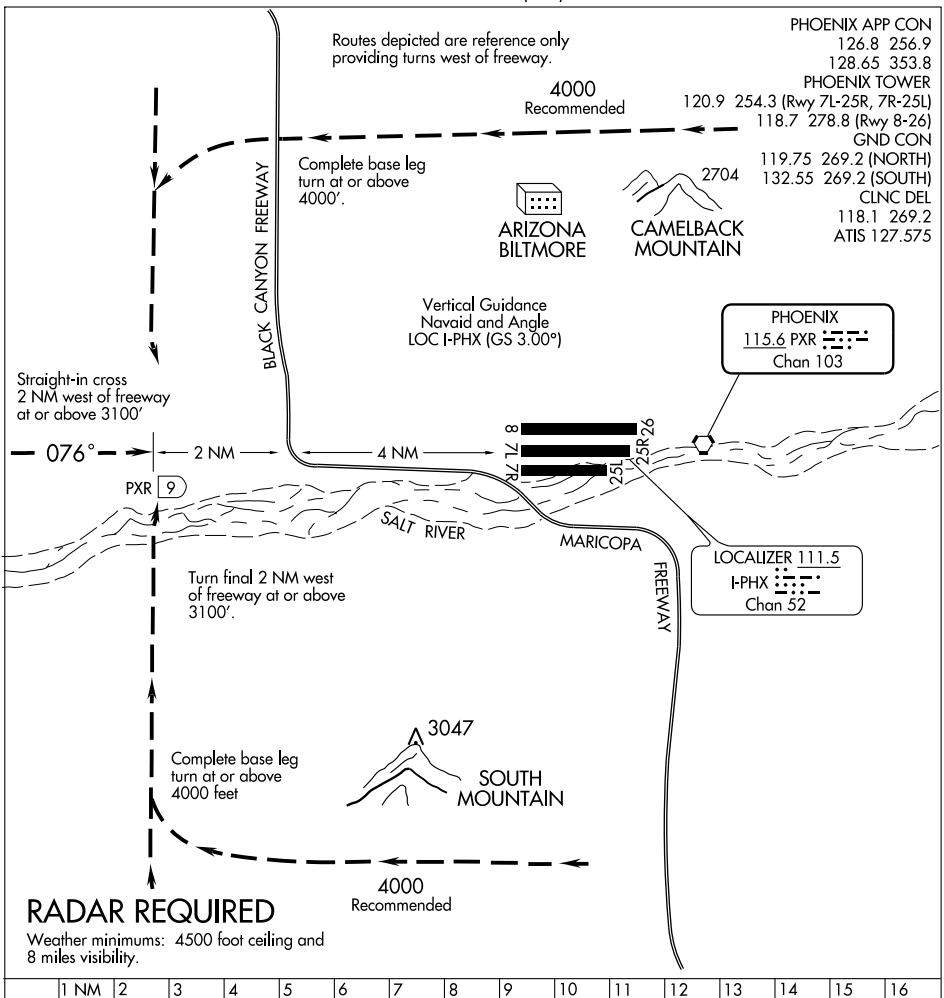 Routes depicted are reference only
providing turns west of freeway.
PHOENIX APP CON
126.8 256.9
128.65 353.8
PHOENIX TOWER
120.9 254.3 (Rwy 7L-25R, 7R-25L)
118.7 278.8 (Rwy 8-26)
GND CON
119.75 269.2 (NORTH)
132.55 269.2 (SOUTH)
CLNC DEL
118.1 269.2
ATIS 127.575
4000
Recommended
Complete base leg
turn at or above
4000'.
BLACK CANYON FREEWAY
2704
ARIZONA
BILTMORE
CAMELBACK
MOUNTAIN
Vertical Guidance
Navaid and Angle
LOC I-PHX (GS 3.00°)
PHOENIX
115.6 PXR
Chan 103
Straight-in cross
2 NM west of freeway
at or above 3100'
076°
2 NM
4 NM
8
26
7L
25R
7R
25L
PXR 9
SALT RIVER
MARICOPA
FREEWAY
LOCALIZER 111.5
I-PHX
Chan 52
Turn final 2 NM west
of freeway at or above
3100'.
3047
SOUTH
MOUNTAIN
Complete base leg
turn at or above
4000 feet
4000
Recommended
RADAR REQUIRED
Weather minimums: 4500 foot ceiling and
8 miles visibility.
1 NM 2 3 4 5 6 7 8 9 10 11 12 13 14 15 16